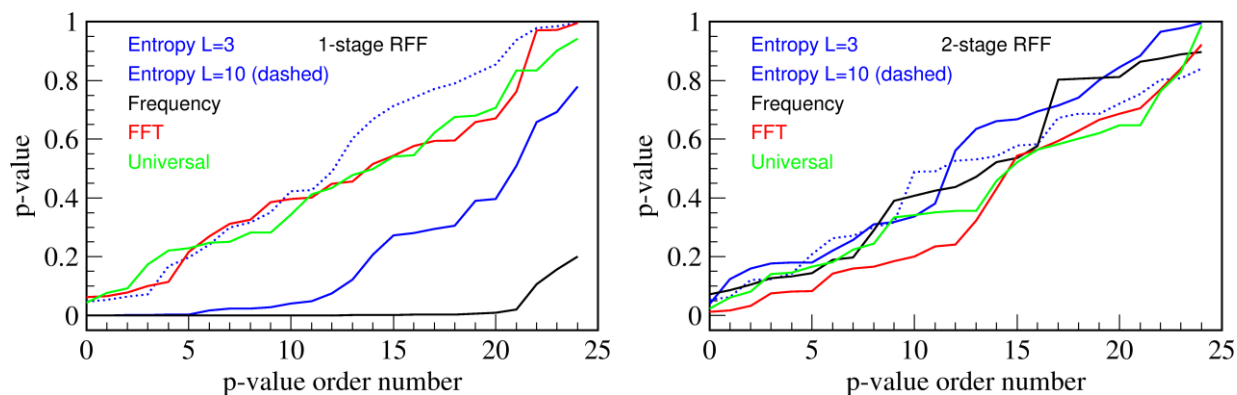 1
0.8
0.6
0.4
0.2
0
p-value
Entropy L=3
1-stage RFF
Entropy L=10 (dashed)
Frequency
FFT
Universal
0 5 10 15 20 25
p-value order number
1
0.8
0.6
0.4
0.2
0
p-value
Entropy L=3
2-stage RFF
Entropy L=10 (dashed)
Frequency
FFT
Universal
0 5 10 15 20 25
p-value order number